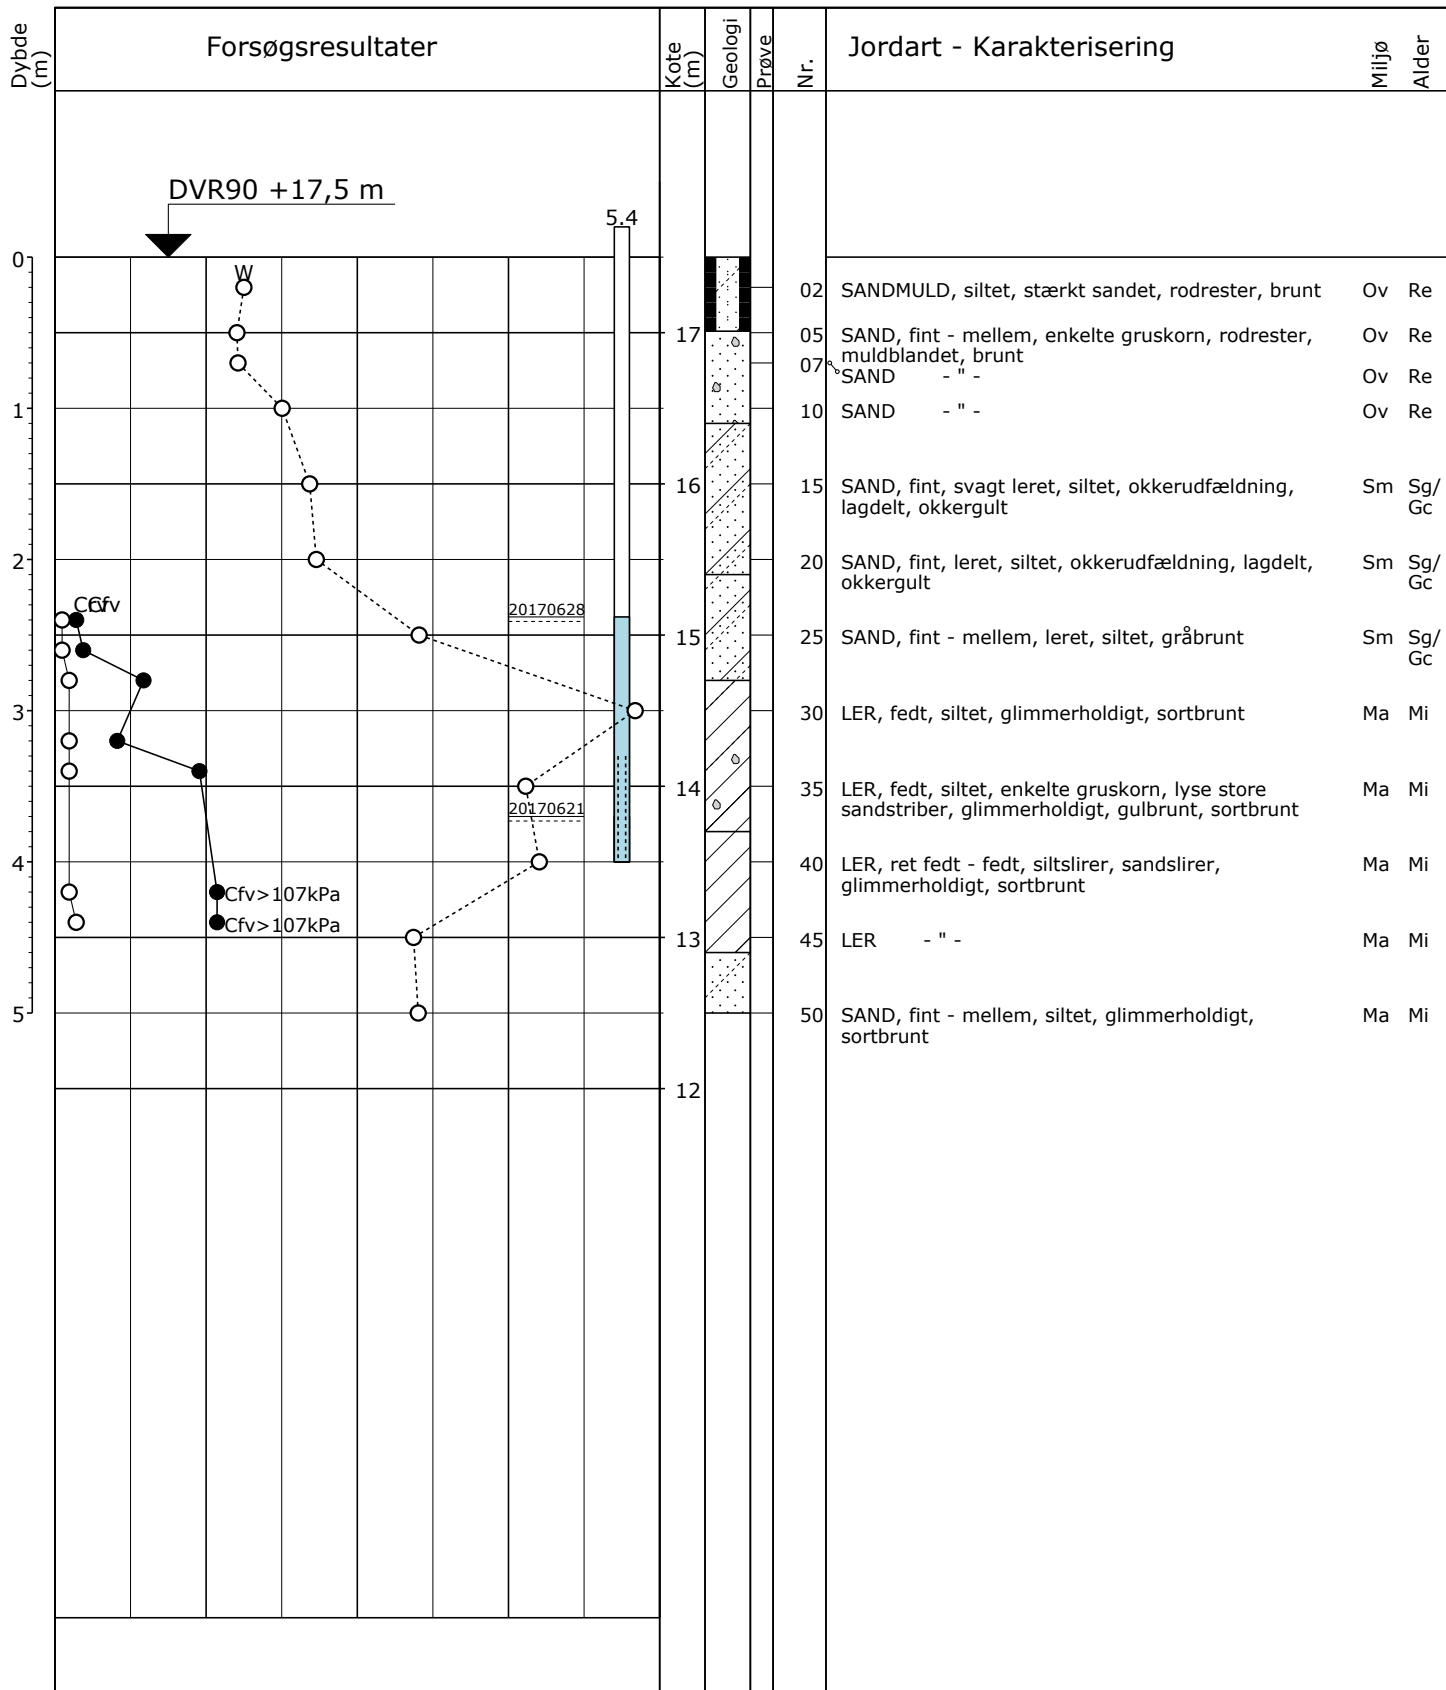 Dybde
(m)
Forsøgsresultater
Kote
(m)
Geologi
Prøve
Nr.
Jordart - Karakterisering
Miljø
Alder
DVR90 +17,5 m
5.4
0
W
02 SANDMULD, siltet, stærkt sandet, rodrester, brunt Ov Re
17
05 SAND, fint - mellem, enkelte gruskorn, rodrester, Ov Re
muldblandet, brunt
07 SAND - " - Ov Re
1
10 SAND - " - Ov Re
16
15 SAND, fint, svagt leret, siltet, okkerudfældning, Sm Sg/
lagdelt, okkergult Gc
2
20 SAND, fint, leret, siltet, okkerudfældning, lagdelt, Sm Sg/
okkergult Gc
Crfv
Cfv
20170628
15
25 SAND, fint - mellem, leret, siltet, gråbrunt Sm Sg/
Gc
3
30 LER, fedt, siltet, glimmerholdigt, sortbrunt Ma Mi
14
35 LER, fedt, siltet, enkelte gruskorn, lyse store Ma Mi
20170621
sandstriber, glimmerholdigt, gulbrunt, sortbrunt
4
40 LER, ret fedt - fedt, siltslirer, sandslirer, Ma Mi
glimmerholdigt, sortbrunt
Cfv>107kPa
Cfv>107kPa
13
45 LER - " - Ma Mi
5
50 SAND, fint - mellem, siltet, glimmerholdigt, Ma Mi
sortbrunt
12